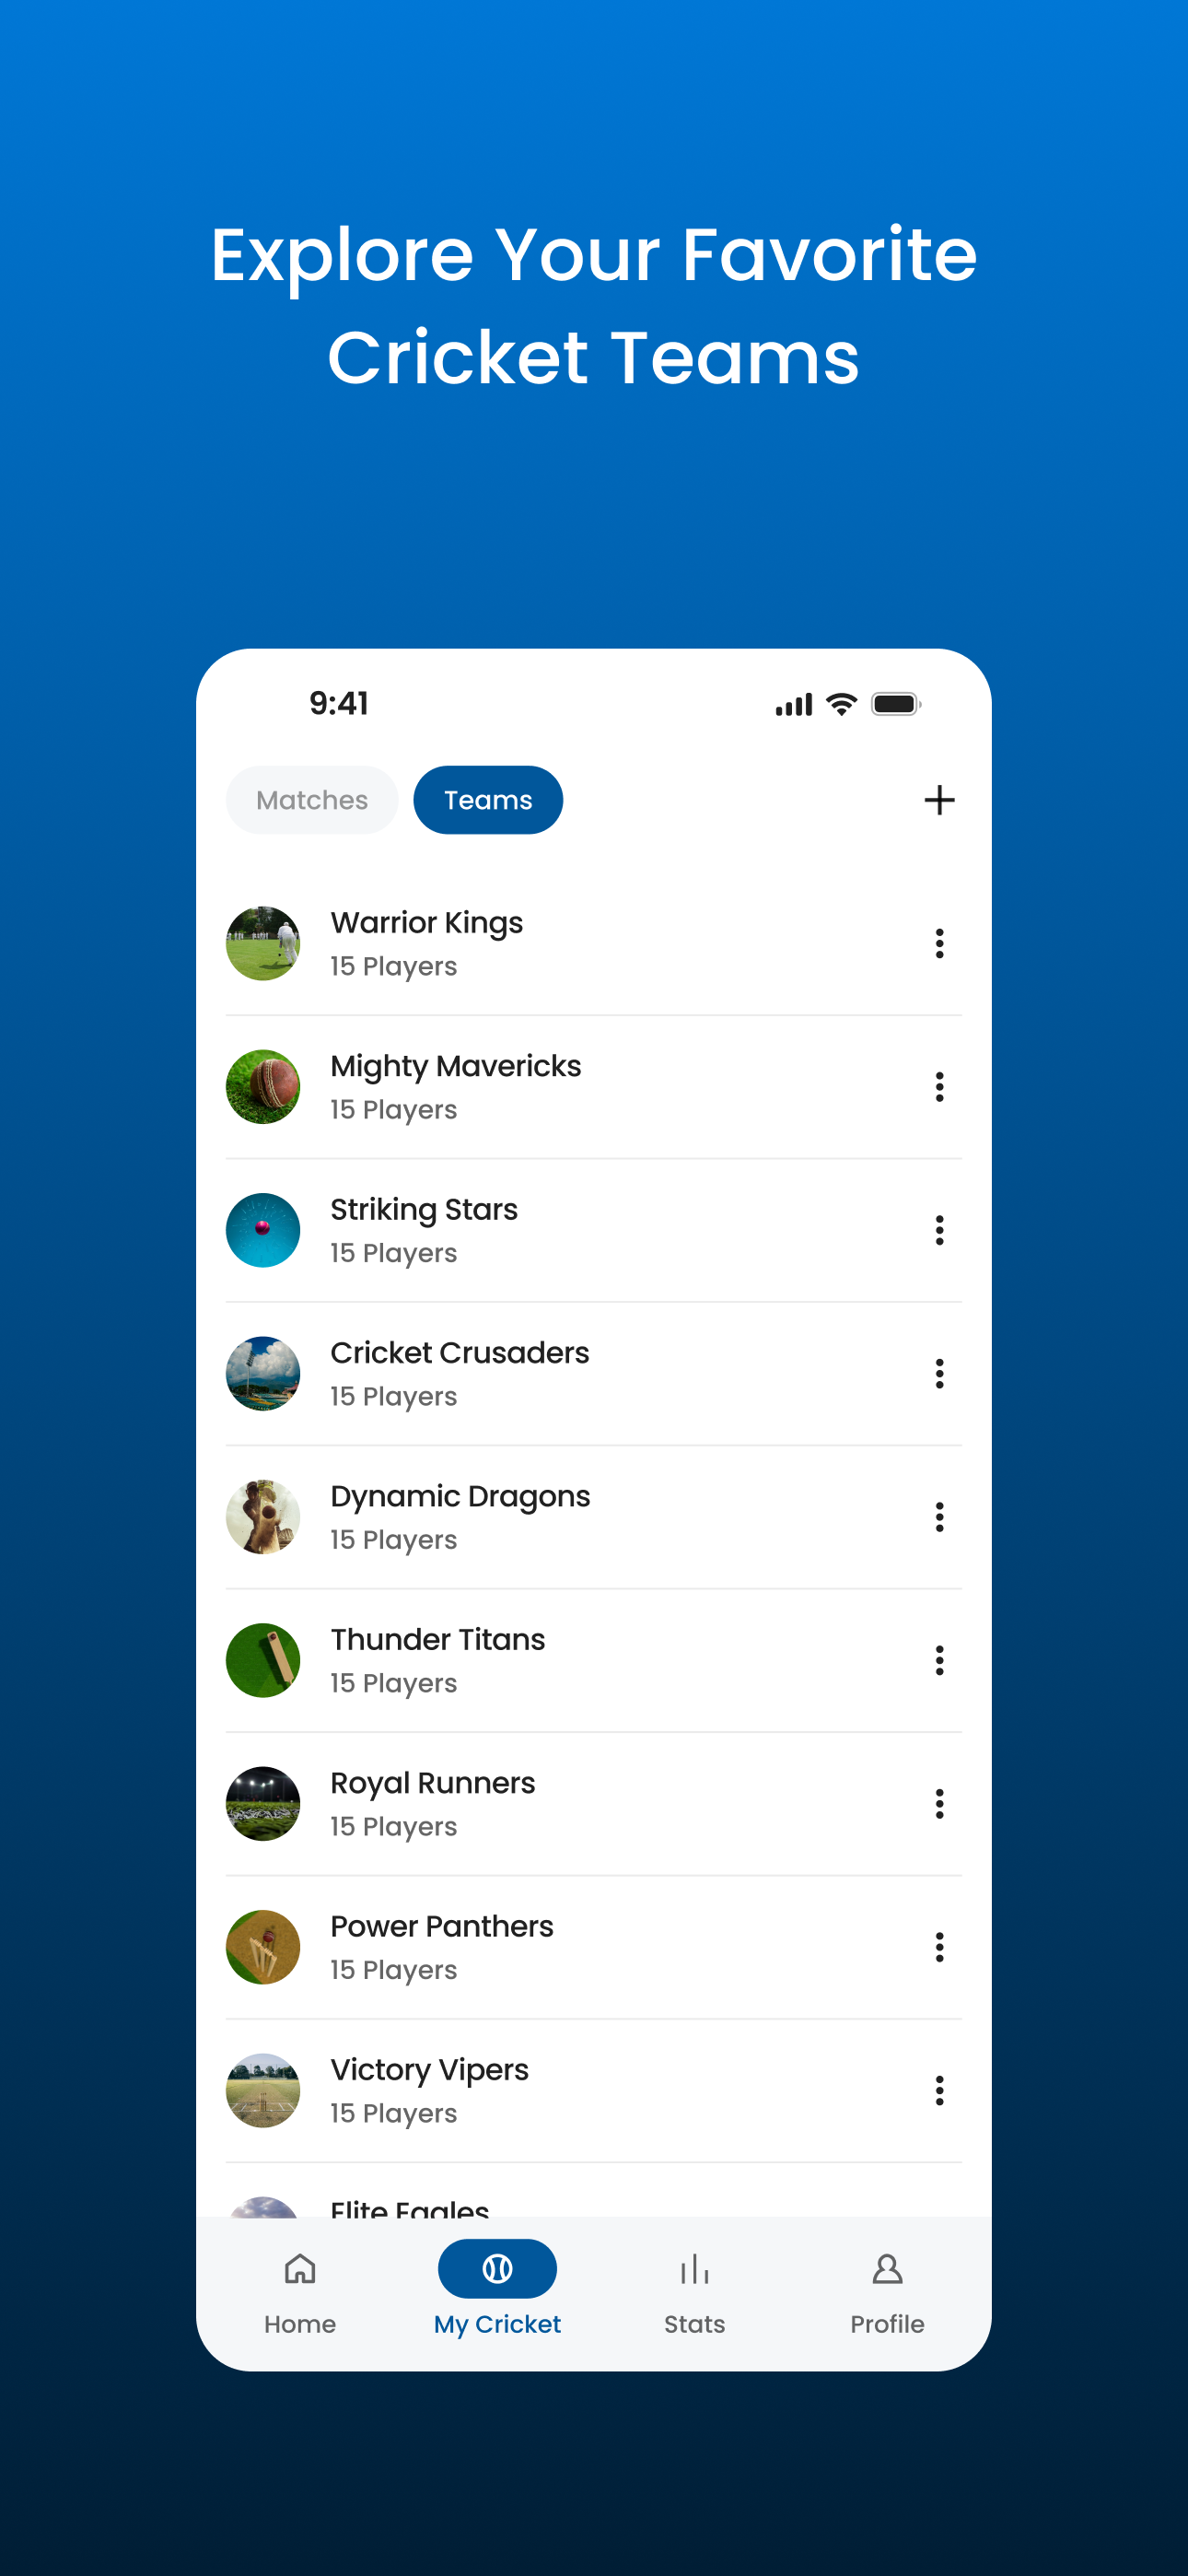 Explore Your Favorite
Cricket Teams
9:41
Matches Teams
Warrior Kings
15 Players
Mighty Mavericks
15 Players
Striking Stars
15 Players
Cricket Crusaders
15 Players
Dynamic Dragons
15 Players
Thunder Titans
15 Players
Royal Runners
15 Players
Power Panthers
15 Players
Victory Vipers
15 Players
Elite Eagles
Home My Cricket Stats Profile